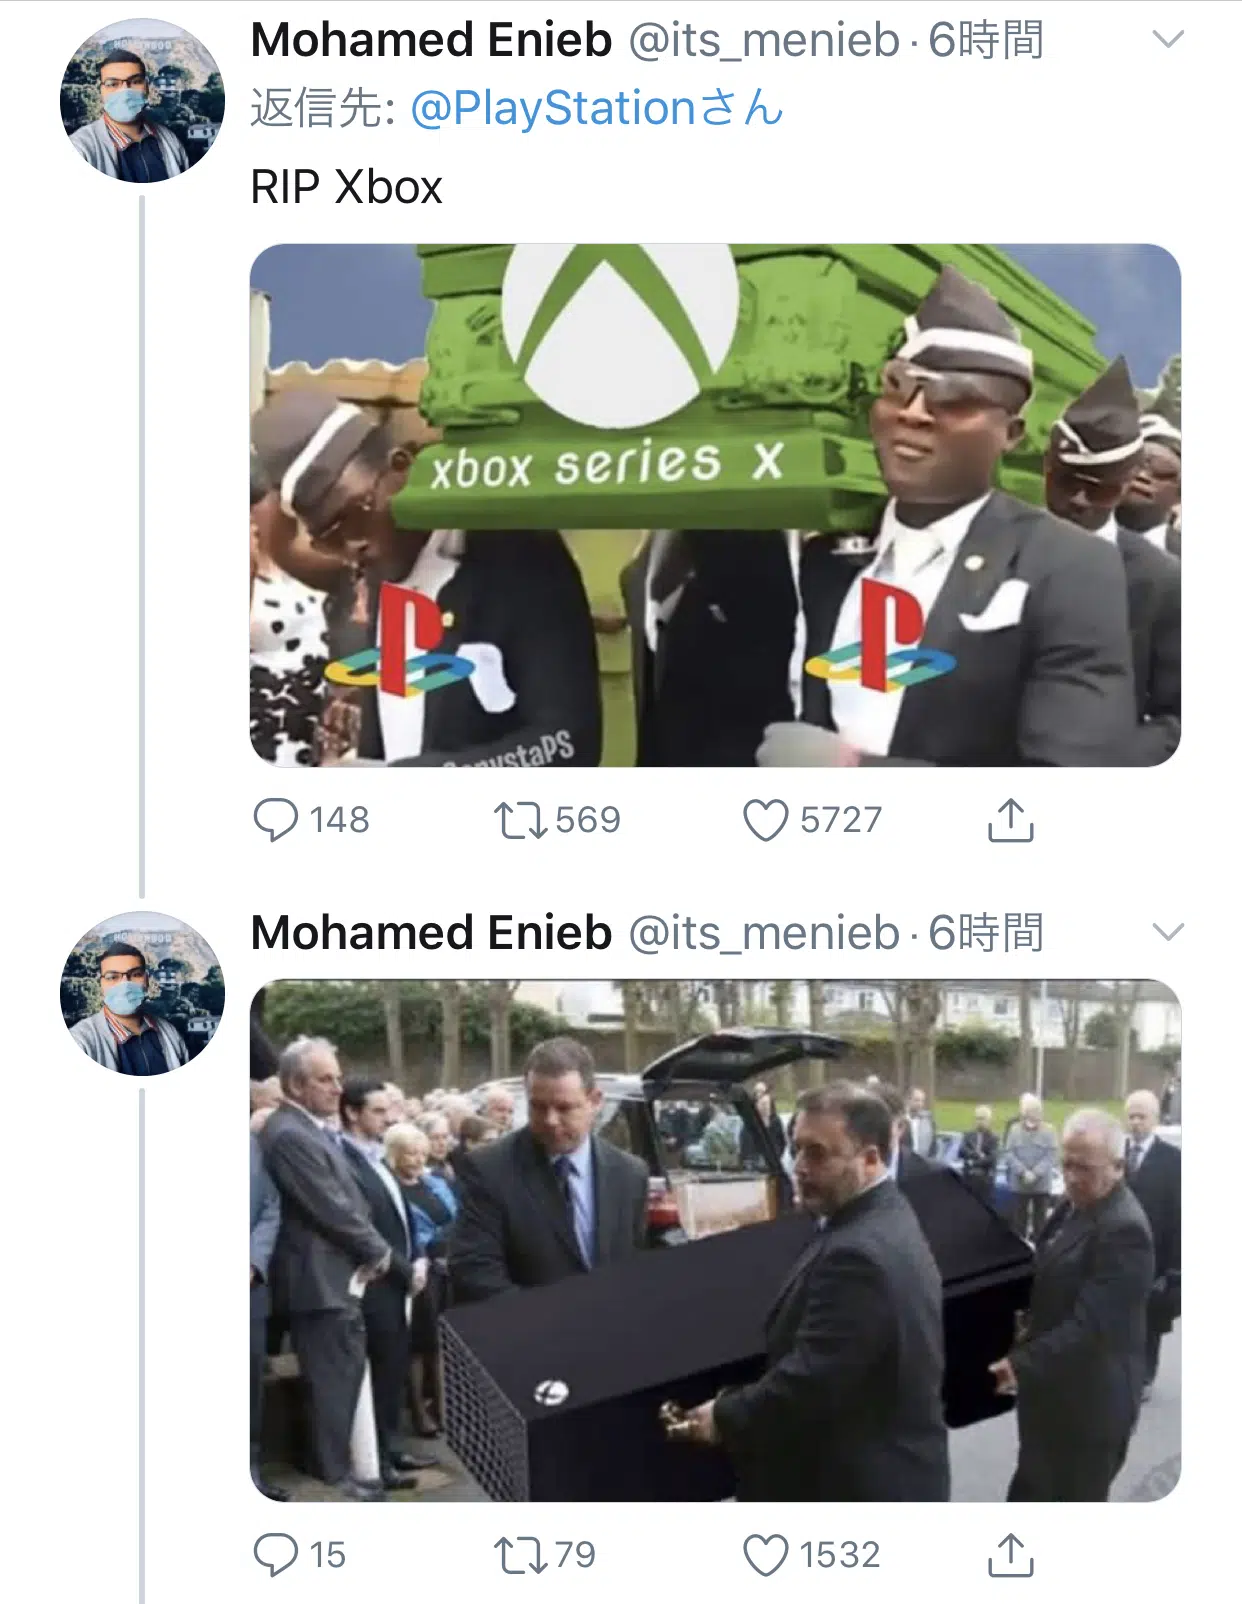 Mohamed Enieb @its_menieb · 6時間
返信先: @PlayStationさん
RIP Xbox
xbox series x
148 569 5727
Mohamed Enieb @its_menieb · 6時間
15 79 1532